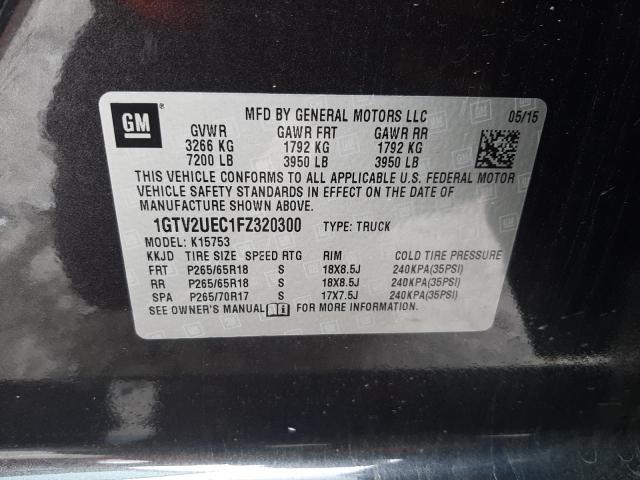 GM
MFD BY GENERAL MOTORS LLC 05/15
GVWR GAWR FRT GAWR RR
3266 KG 1792 KG 1792 KG
7200 LB 3950 LB 3950 LB
THIS VEHICLE CONFORMS TO ALL APPLICABLE U.S. FEDERAL MOTOR
VEHICLE SAFETY STANDARDS IN EFFECT ON THE DATE OF
MANUFACTURE SHOWN ABOVE.
1GTV2UEC1FZ320300 TYPE: TRUCK
MODEL: K15753
KKJD TIRE SIZE SPEED RTG RIM COLD TIRE PRESSURE
FRT P265/65R18 S 18X8.5J 240KPA(35PSI)
RR P265/65R18 S 18X8.5J 240KPA(35PSI)
SPA P265/70R17 S 17X7.5J 240KPA(35PSI)
SEE OWNER'S MANUAL FOR MORE INFORMATION.